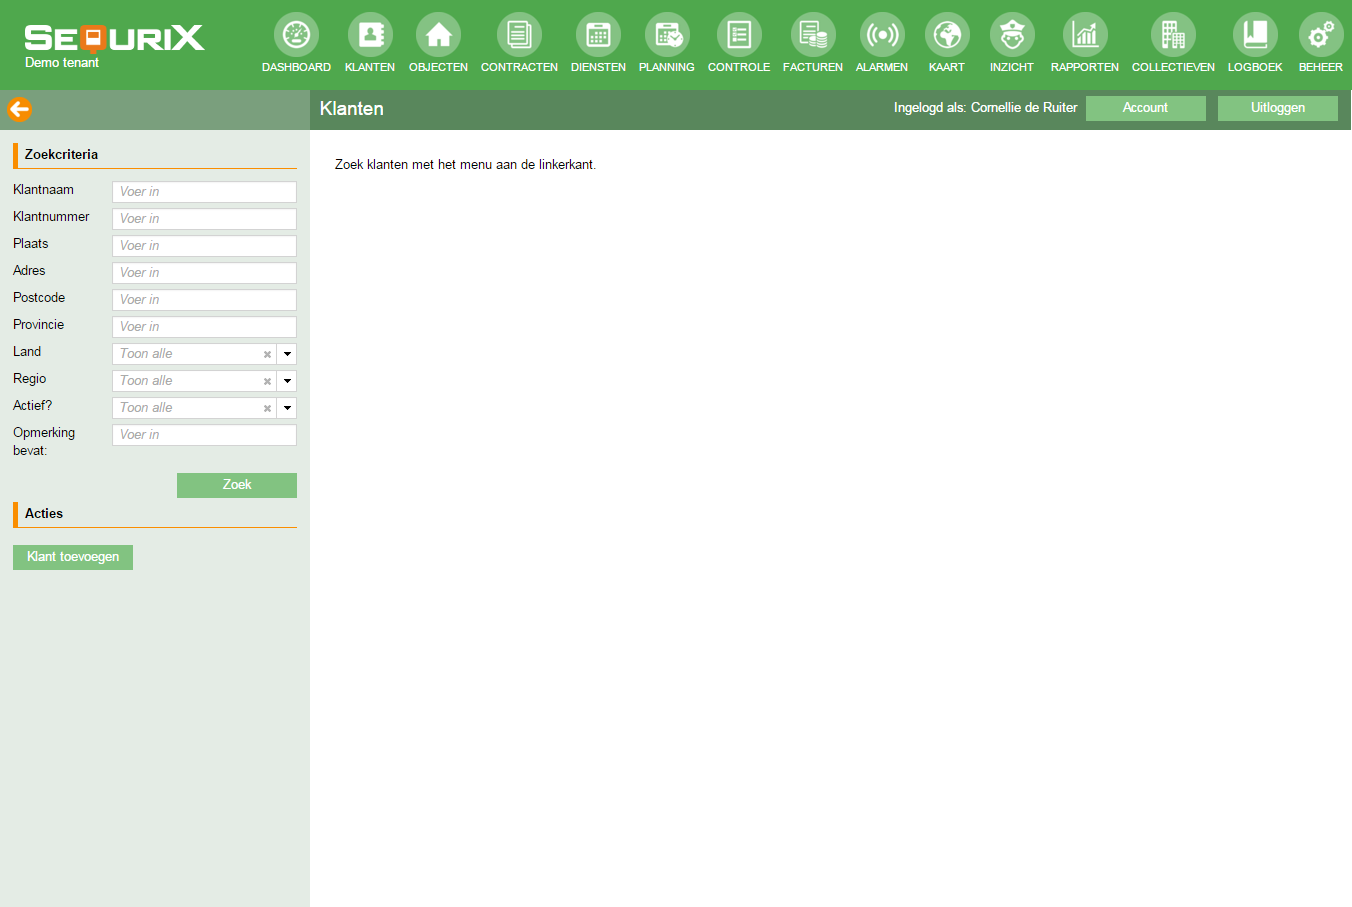 SEQURIX
Demo tenant
DASHBOARD KLANTEN OBJECTEN CONTRACTEN DIENSTEN PLANNING CONTROLE FACTUREN ALARMEN KAART INZICHT RAPPORTEN COLLECTIEVEN LOGBOEK BEHEER
Klanten
Ingelogd als: Cornellie de Ruiter Account Uitloggen
Zoekcriteria
Klantnaam Voer in
Klantnummer Voer in
Plaats Voer in
Adres Voer in
Postcode Voer in
Provincie Voer in
Land Toon alle
Regio Toon alle
Actief? Toon alle
Opmerking bevat: Voer in
Zoek
Acties
Klant toevoegen
Zoek klanten met het menu aan de linkerkant.